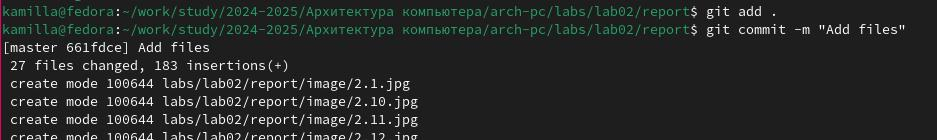 kamilla@fedora:~/work/study/2024-2025/Архитектура компьютера/arch-pc/labs/lab02/report$ git add .
kamilla@fedora:~/work/study/2024-2025/Архитектура компьютера/arch-pc/labs/lab02/report$ git commit -m "Add files"
[master 661fdce] Add files
 27 files changed, 183 insertions(+)
 create mode 100644 labs/lab02/report/image/2.1.jpg
 create mode 100644 labs/lab02/report/image/2.10.jpg
 create mode 100644 labs/lab02/report/image/2.11.jpg
 create mode 100644 labs/lab02/report/image/2.12.jpg